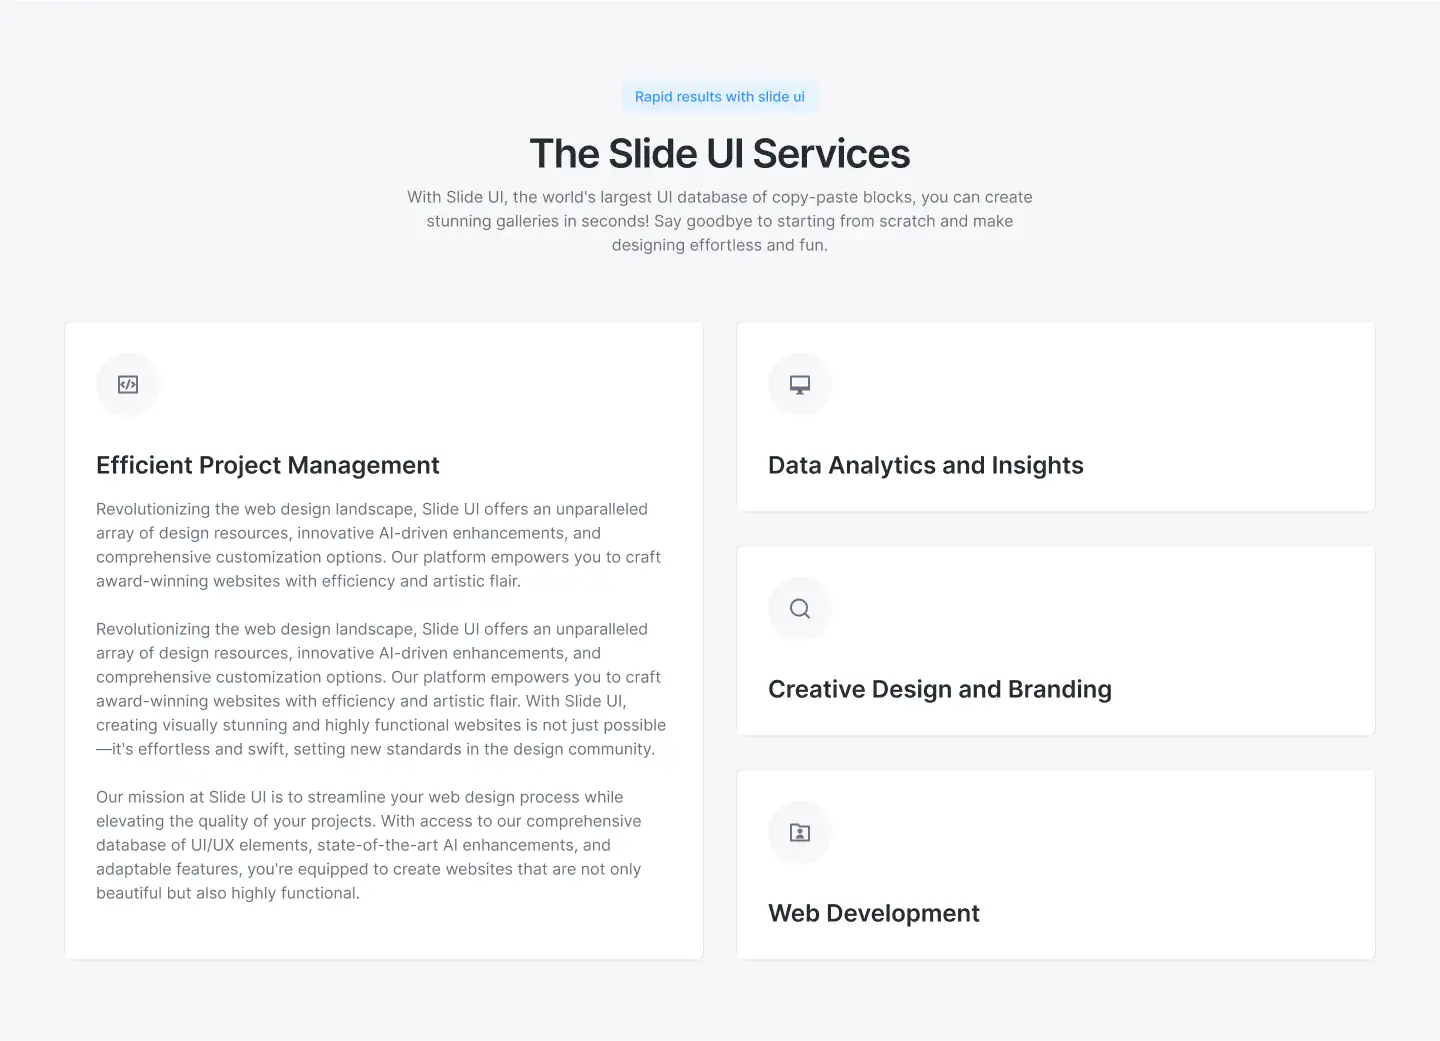 Rapid results with slide ui
The Slide UI Services
With Slide UI, the world's largest UI database of copy-paste blocks, you can create
stunning galleries in seconds! Say goodbye to starting from scratch and make
designing effortless and fun.
Efficient Project Management
Revolutionizing the web design landscape, Slide UI offers an unparalleled
array of design resources, innovative AI-driven enhancements, and
comprehensive customization options. Our platform empowers you to craft
award-winning websites with efficiency and artistic flair.
Revolutionizing the web design landscape, Slide UI offers an unparalleled
array of design resources, innovative AI-driven enhancements, and
comprehensive customization options. Our platform empowers you to craft
award-winning websites with efficiency and artistic flair. With Slide UI,
creating visually stunning and highly functional websites is not just possible
—it's effortless and swift, setting new standards in the design community.
Our mission at Slide UI is to streamline your web design process while
elevating the quality of your projects. With access to our comprehensive
database of UI/UX elements, state-of-the-art AI enhancements, and
adaptable features, you're equipped to create websites that are not only
beautiful but also highly functional.
Data Analytics and Insights
Creative Design and Branding
Web Development